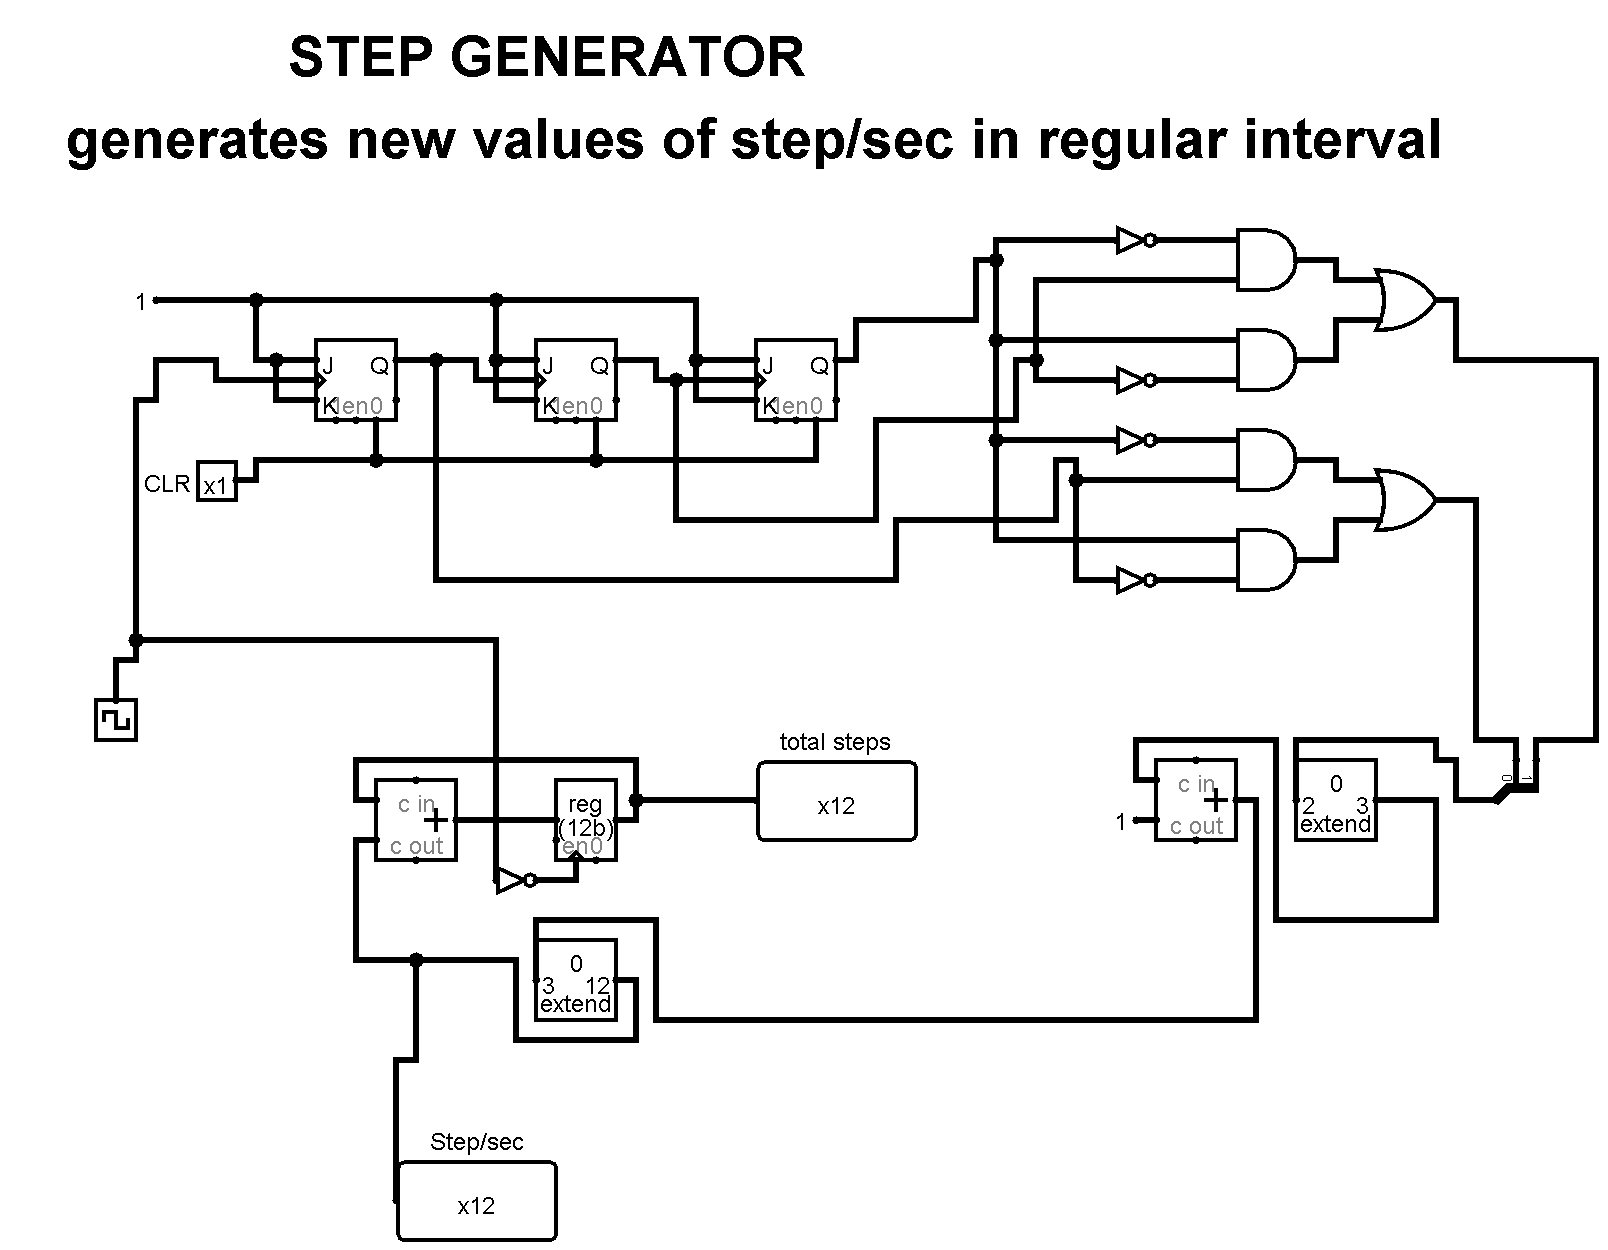 STEP GENERATOR
generates new values of step/sec in regular interval
1
J Q
K en0
J Q
K en0
J Q
K en0
CLR x1
total steps
x12
c in
+
c out
reg
(12b)
en0
1
c in
+
c out
0
2 3
extend
0 1
0
3 12
extend
Step/sec
x12